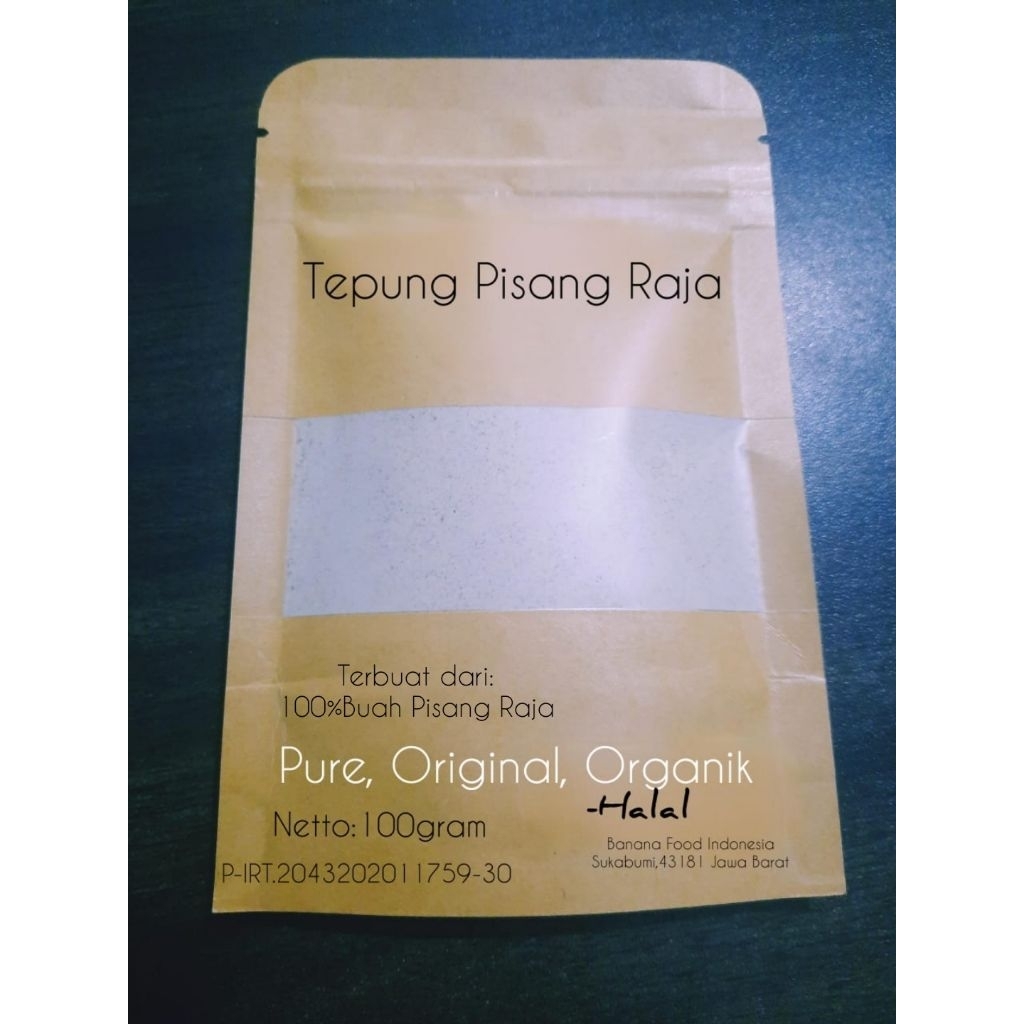 Tepung Pisang Raja
Terbuat dari:
100%Buah Pisang Raja
Pure, Original, Organik
-Halal
Netto:100gram
Banana Food Indonesia
Sukabumi,43181 Jawa Barat
P-IRT.2043202011759-30